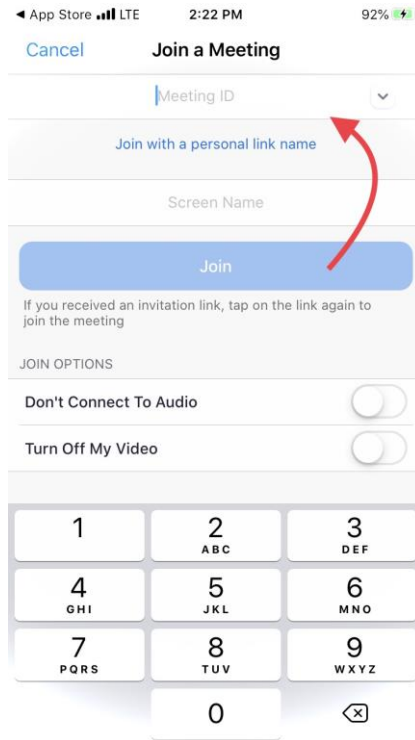 App Store LTE 2:22 PM 92%
Cancel Join a Meeting
Meeting ID
Join with a personal link name
Screen Name
Join
If you received an invitation link, tap on the link again to
join the meeting
JOIN OPTIONS
Don't Connect To Audio
Turn Off My Video
1 2 3
ABC DEF
4 5 6
GHI JKL MNO
7 8 9
PQRS TUV WXYZ
0